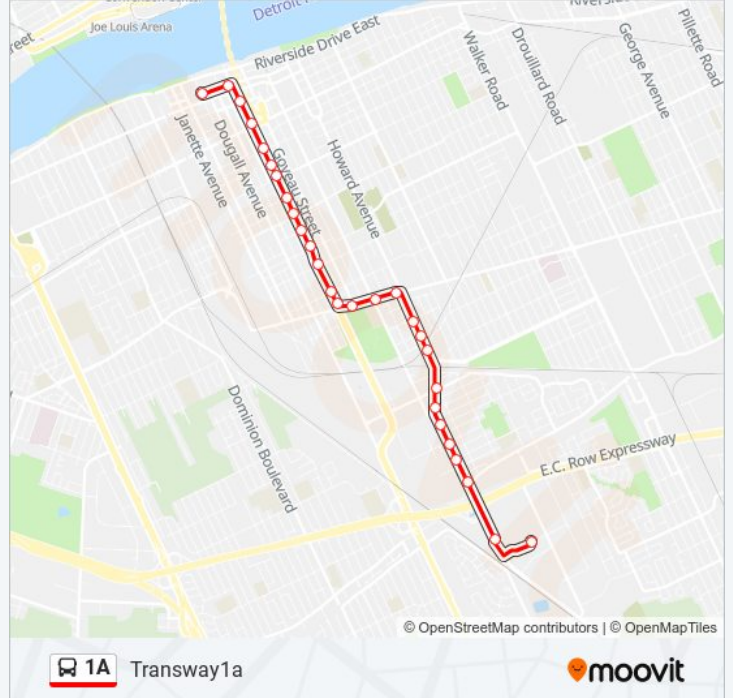 Detroit
Joe Louis Arena
reet
Riverside Drive East
Walker Road
Drouillard Road
George Avenue
Pillette Road
Janette Avenue
Dougall Avenue
Goyeau Street
Howard Avenue
Dominion Boulevard
E.C. Row Expressway
© OpenStreetMap contributors | © OpenMapTiles
1A Transway1a
moovit